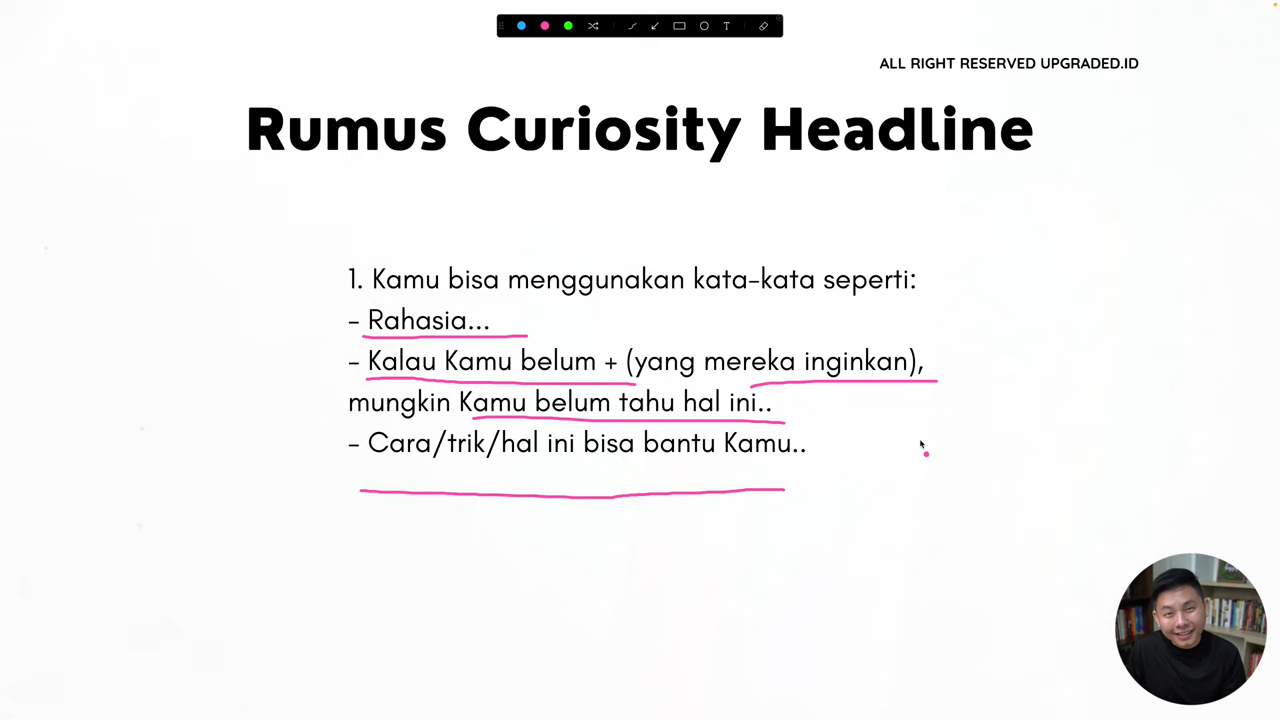 ALL RIGHT RESERVED UPGRADED.ID
Rumus Curiosity Headline
1. Kamu bisa menggunakan kata-kata seperti:
- Rahasia...
- Kalau Kamu belum + (yang mereka inginkan),
mungkin Kamu belum tahu hal ini..
- Cara/trik/hal ini bisa bantu Kamu..